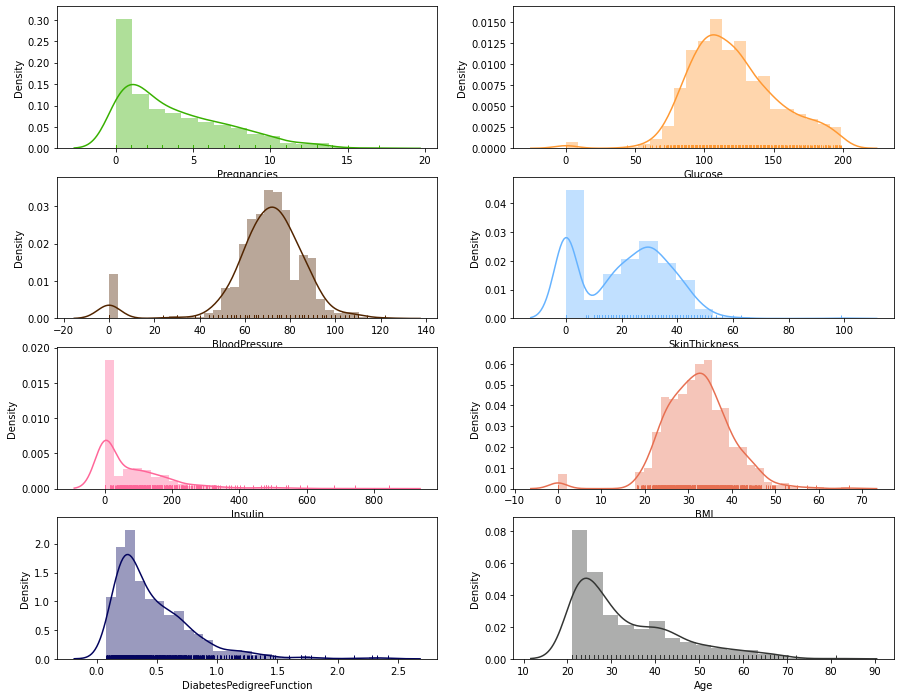 0.30
0.25
0.20
0.15
0.10
0.05
0.00
Density
0 5 10 15 20
Pregnancies
0.0150
0.0125
0.0100
0.0075
0.0050
0.0025
0.0000
Density
0 50 100 150 200
Glucose
0.03
0.02
0.01
0.00
Density
−20 0 20 40 60 80 100 120 140
BloodPressure
0.04
0.03
0.02
0.01
0.00
Density
0 20 40 60 80 100
SkinThickness
0.020
0.015
0.010
0.005
0.000
Density
0 200 400 600 800
Insulin
0.06
0.05
0.04
0.03
0.02
0.01
0.00
Density
−10 0 10 20 30 40 50 60 70
BMI
2.0
1.5
1.0
0.5
0.0
Density
0.0 0.5 1.0 1.5 2.0 2.5
DiabetesPedigreeFunction
0.08
0.06
0.04
0.02
0.00
Density
10 20 30 40 50 60 70 80 90
Age